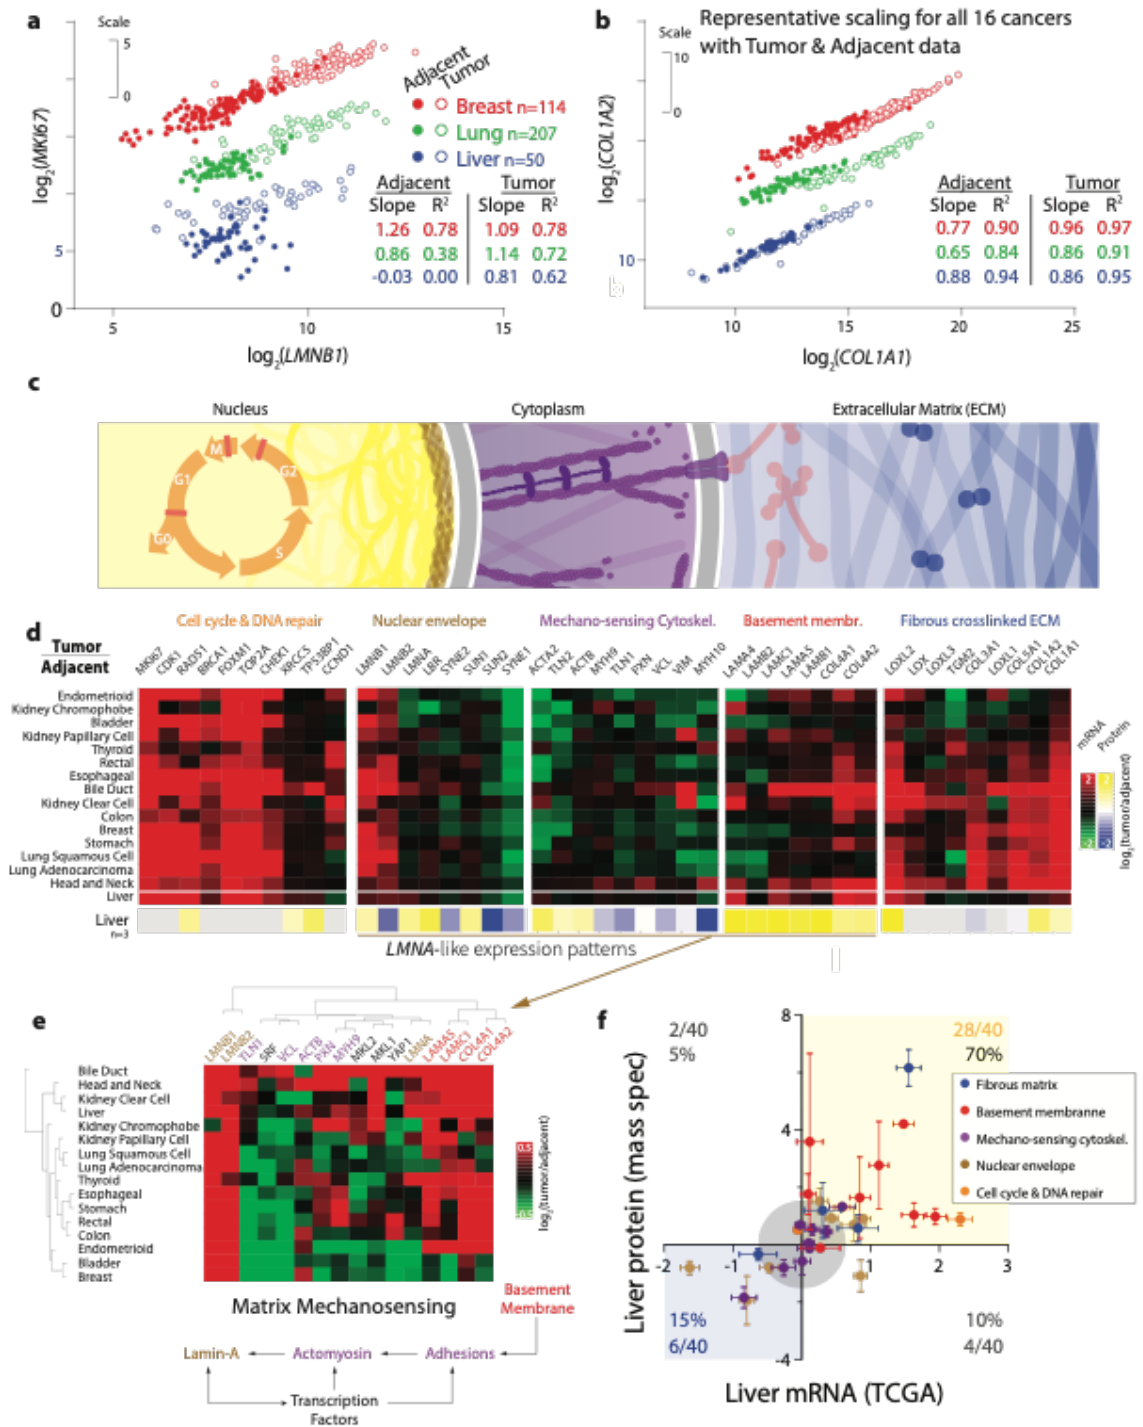 a
Scale
5
0
log2(MKI67)
5
0
5
10
15
log2(LMNB1)
Adjacent
Tumor
Breast n=114
Lung n=207
Liver n=50
Adjacent Tumor
Slope R2 Slope R2
1.26 0.78 1.09 0.78
0.86 0.38 1.14 0.72
-0.03 0.00 0.81 0.62
b
Representative scaling for all 16 cancers
with Tumor & Adjacent data
Scale
10
0
log2(COL1A2)
10
10
15
20
25
log2(COL1A1)
Adjacent Tumor
Slope R2 Slope R2
0.77 0.90 0.96 0.97
0.65 0.84 0.86 0.91
0.88 0.94 0.86 0.95
b
c
Nucleus
Cytoplasm
Extracellular Matrix (ECM)
M
G1
G2
G0
S
d
Tumor
Adjacent
Cell cycle & DNA repair
Nuclear envelope
Mechano-sensing Cytoskel.
Basement membr.
Fibrous crosslinked ECM
MKI67 CDK1 RAD51 BRCA1 FOXM1 TOP2A CHEK1 XRCC5 TP53BP1 CCND1
LMNB1 LMNB2 LMNA LBR SYNE2 SUN1 SUN2 SYNE1
ACTA2 TLN2 ACTB MYH9 TLN1 PXN VCL VIM MYH10
LAMA4 LAMB2 LAMC1 LAMA5 LAMB1 COL4A1 COL4A2
LOXL2 LOX LOXL3 TGM2 COL3A1 LOXL1 COL5A1 COL1A2 COL1A1
Endometrioid
Kidney Chromophobe
Bladder
Kidney Papillary Cell
Thyroid
Rectal
Esophageal
Bile Duct
Kidney Clear Cell
Colon
Breast
Stomach
Lung Squamous Cell
Lung Adenocarcinoma
Head and Neck
Liver
Liver
n=3
mRNA
Protein
2 2
-2 -2
log2(tumor/adjacent)
LMNA-like expression patterns
e
LMNB1 LMNB2 TLN1 SRF VCL ACTB PXN MYH9 MKL2 MKL1 YAP1 LMNA LAMA5 LAMC1 COL4A1 COL4A2
Bile Duct
Head and Neck
Kidney Clear Cell
Liver
Kidney Chromophobe
Kidney Papillary Cell
Lung Squamous Cell
Lung Adenocarcinoma
Thyroid
Esophageal
Stomach
Rectal
Colon
Endometrioid
Bladder
Breast
0.5
log2(tumor/adjacent)
Matrix Mechanosensing
Basement
Membrane
Lamin-A
Actomyosin
Adhesions
Transcription
Factors
f
Liver protein (mass spec)
8
4
-4
-2
-1
1
2
3
2/40
5%
28/40
70%
Fibrous matrix
Basement membranne
Mechano-sensing cytoskel.
Nuclear envelope
Cell cycle & DNA repair
15%
6/40
10%
4/40
Liver mRNA (TCGA)